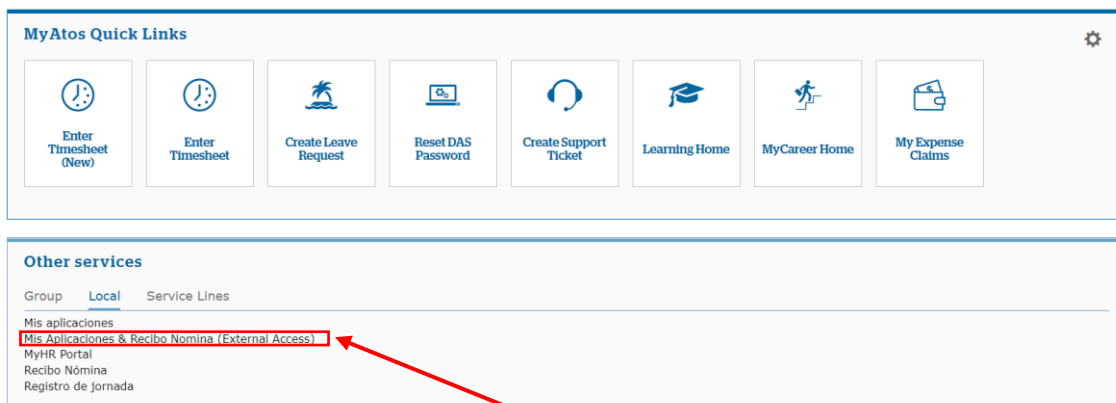 MyAtos Quick Links
Enter
Timesheet
(New)
Enter
Timesheet
Create Leave
Request
Reset DAS
Password
Create Support
Ticket
Learning Home
MyCareer Home
My Expense
Claims
Other services
Group Local Service Lines
Mis aplicaciones
Mis Aplicaciones & Recibo Nomina (External Access)
MyHR Portal
Recibo Nómina
Registro de jornada